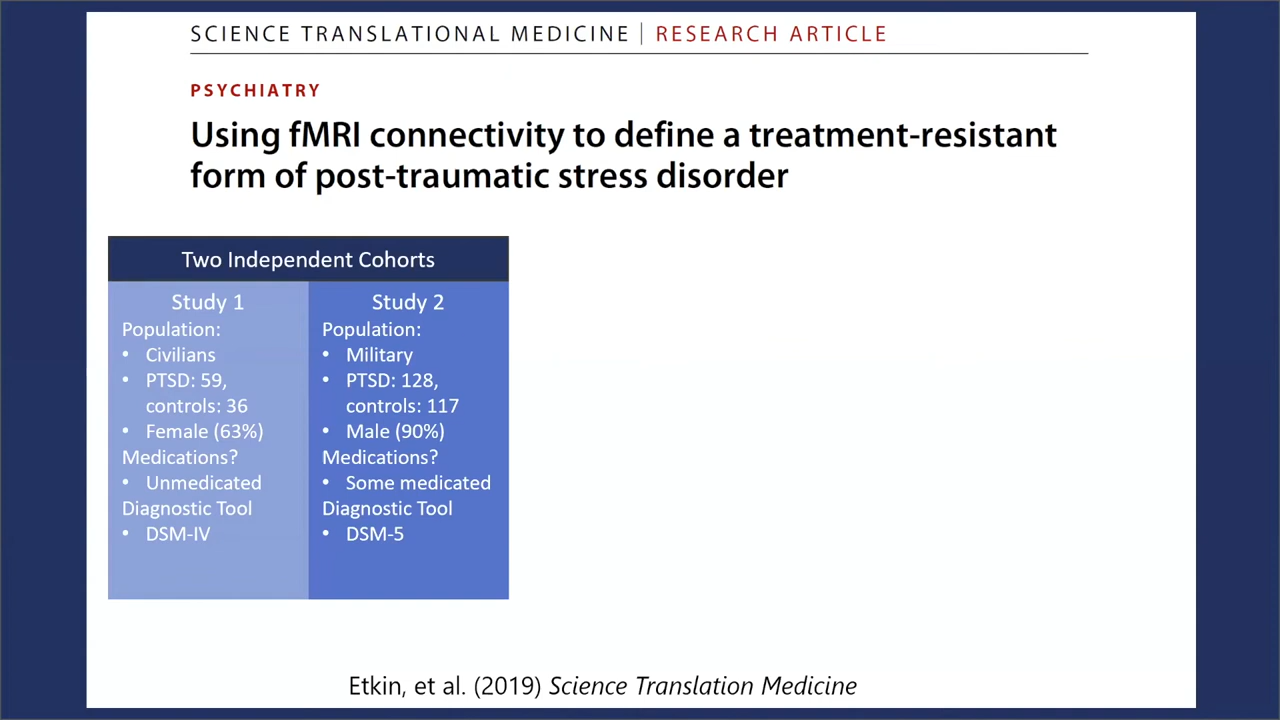 SCIENCE TRANSLATIONAL MEDICINE | RESEARCH ARTICLE
PSYCHIATRY
Using fMRI connectivity to define a treatment-resistant
form of post-traumatic stress disorder
Two Independent Cohorts
Study 1
Population:
• Civilians
• PTSD: 59,
controls: 36
• Female (63%)
Medications?
• Unmedicated
Diagnostic Tool
• DSM-IV
Study 2
Population:
• Military
• PTSD: 128,
controls: 117
• Male (90%)
Medications?
• Some medicated
Diagnostic Tool
• DSM-5
Etkin, et al. (2019) Science Translation Medicine